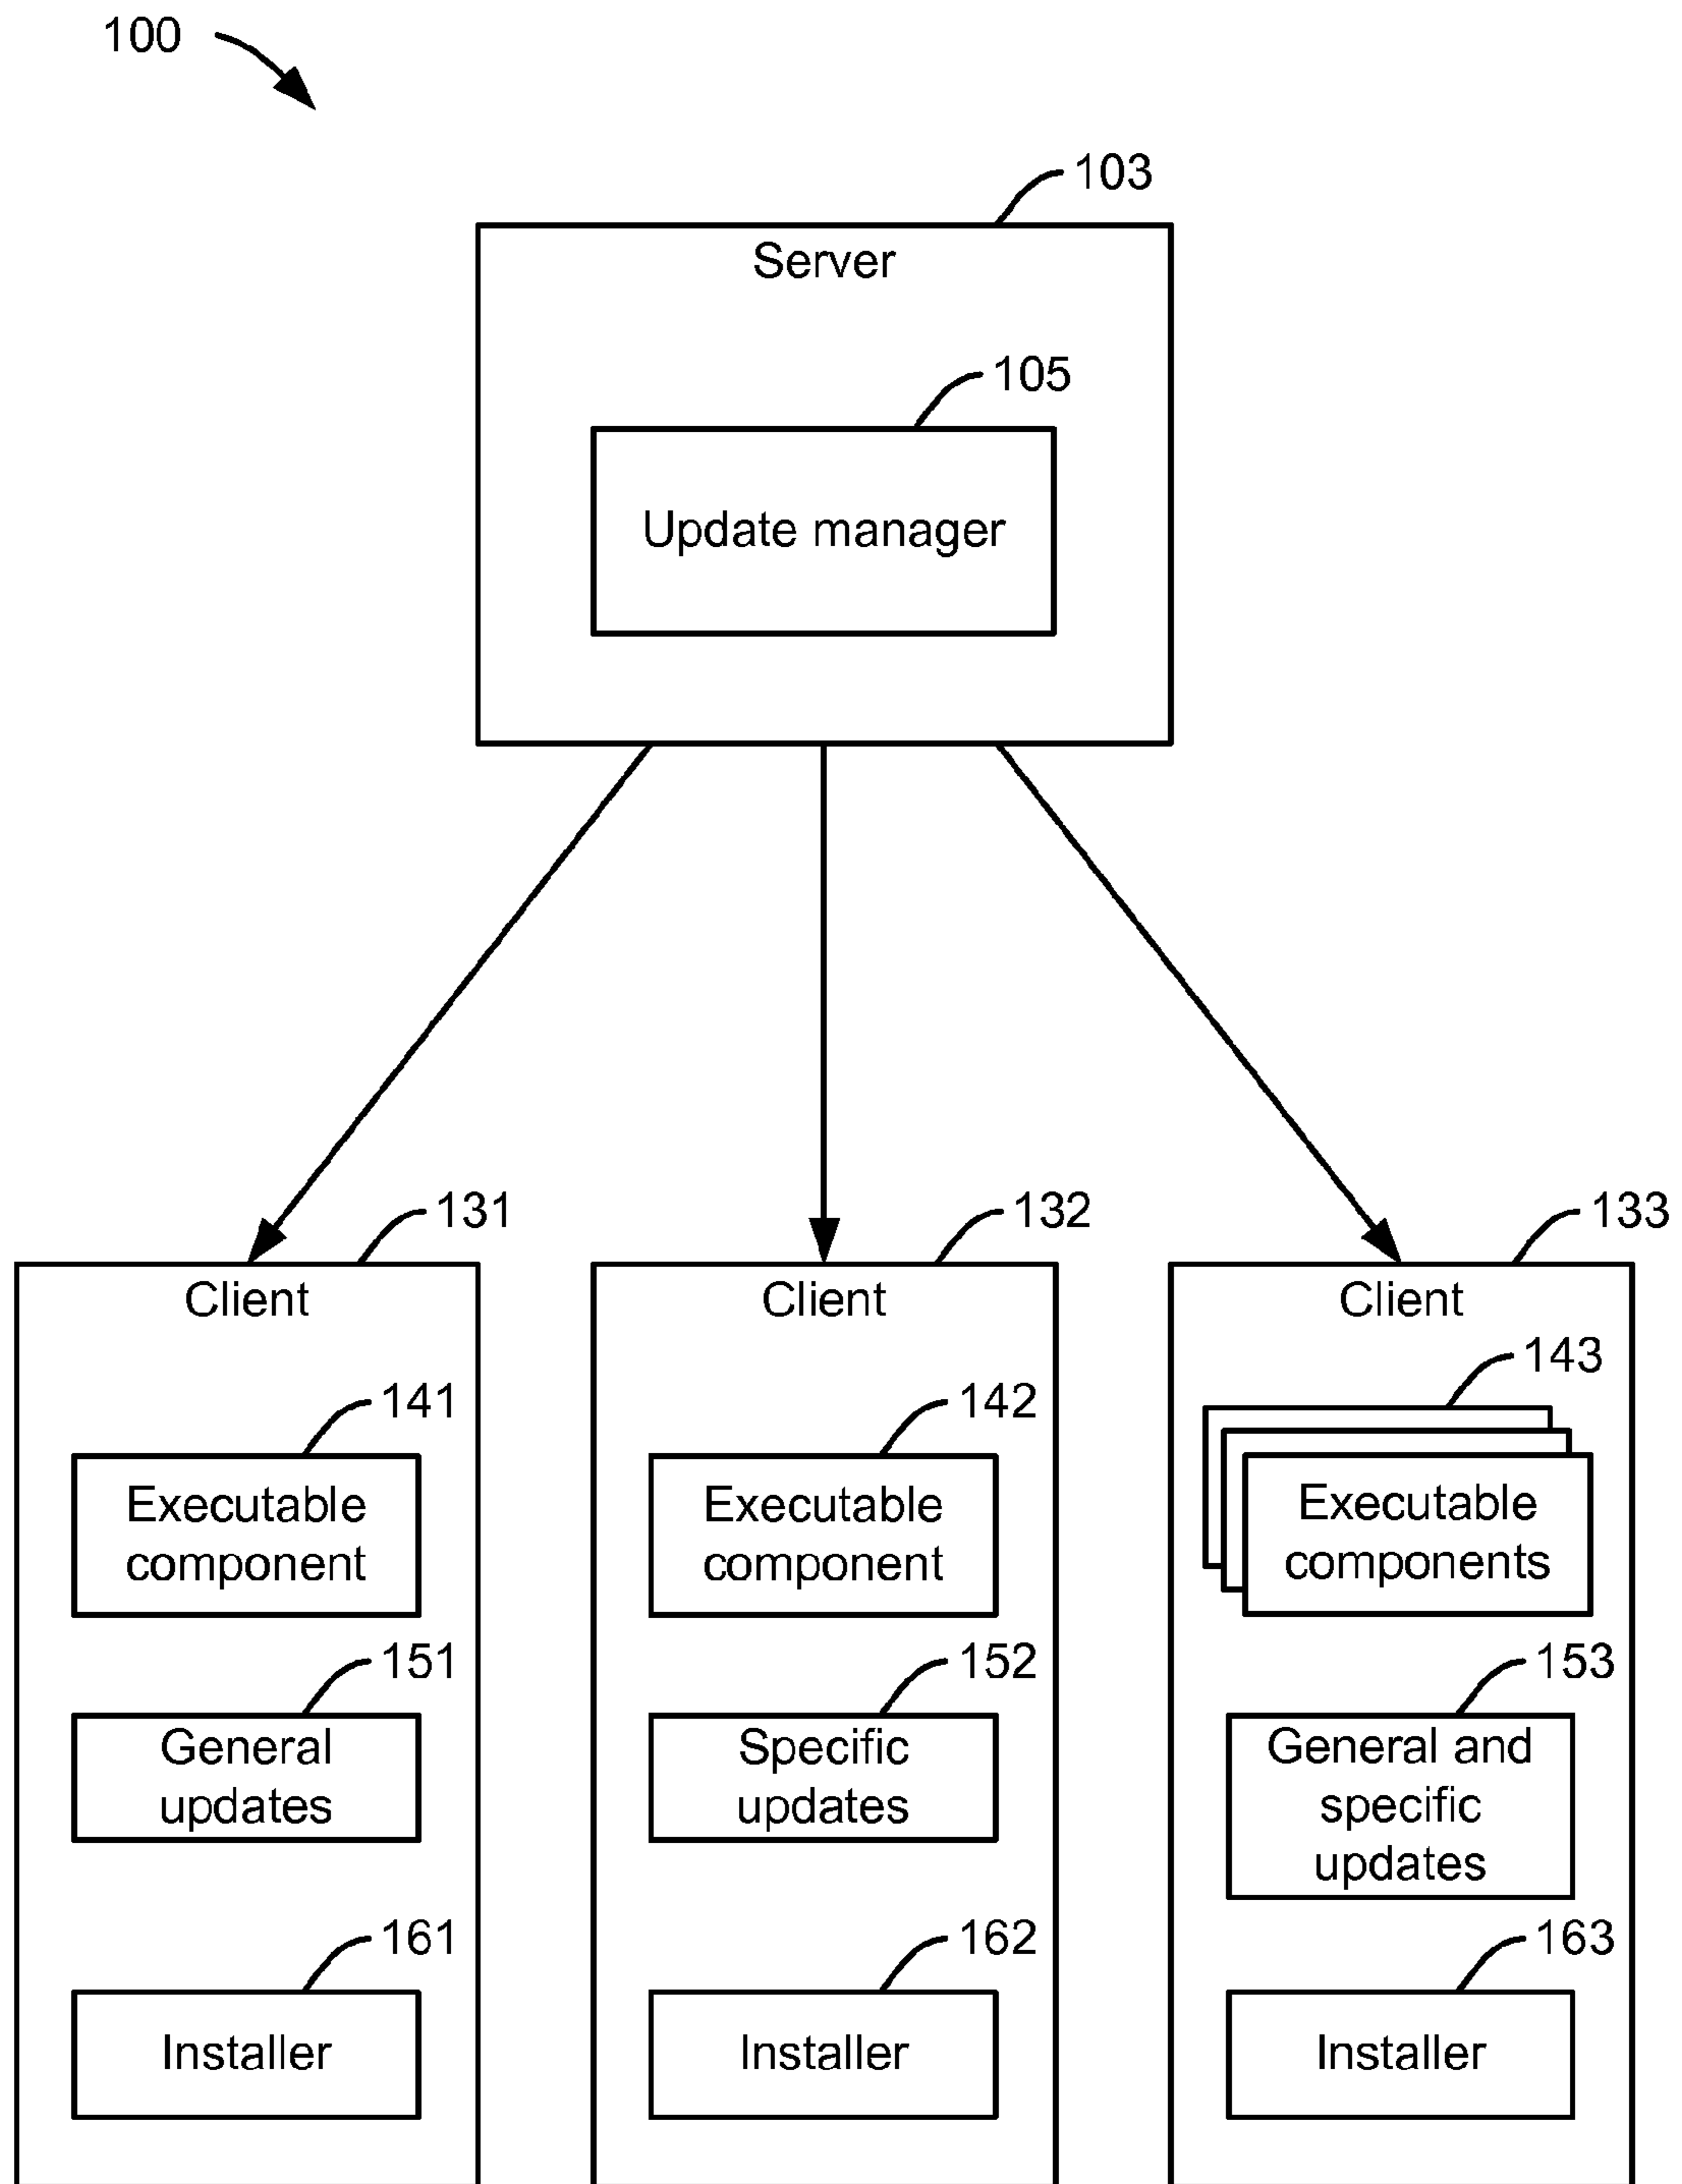 100
103
Server
105
Update manager
131
132
133
Client
Client
Client
143
141
142
Executable
component
Executable
component
Executable
components
151
152
153
General
updates
Specific
updates
General and
specific
updates
161
162
163
Installer
Installer
Installer